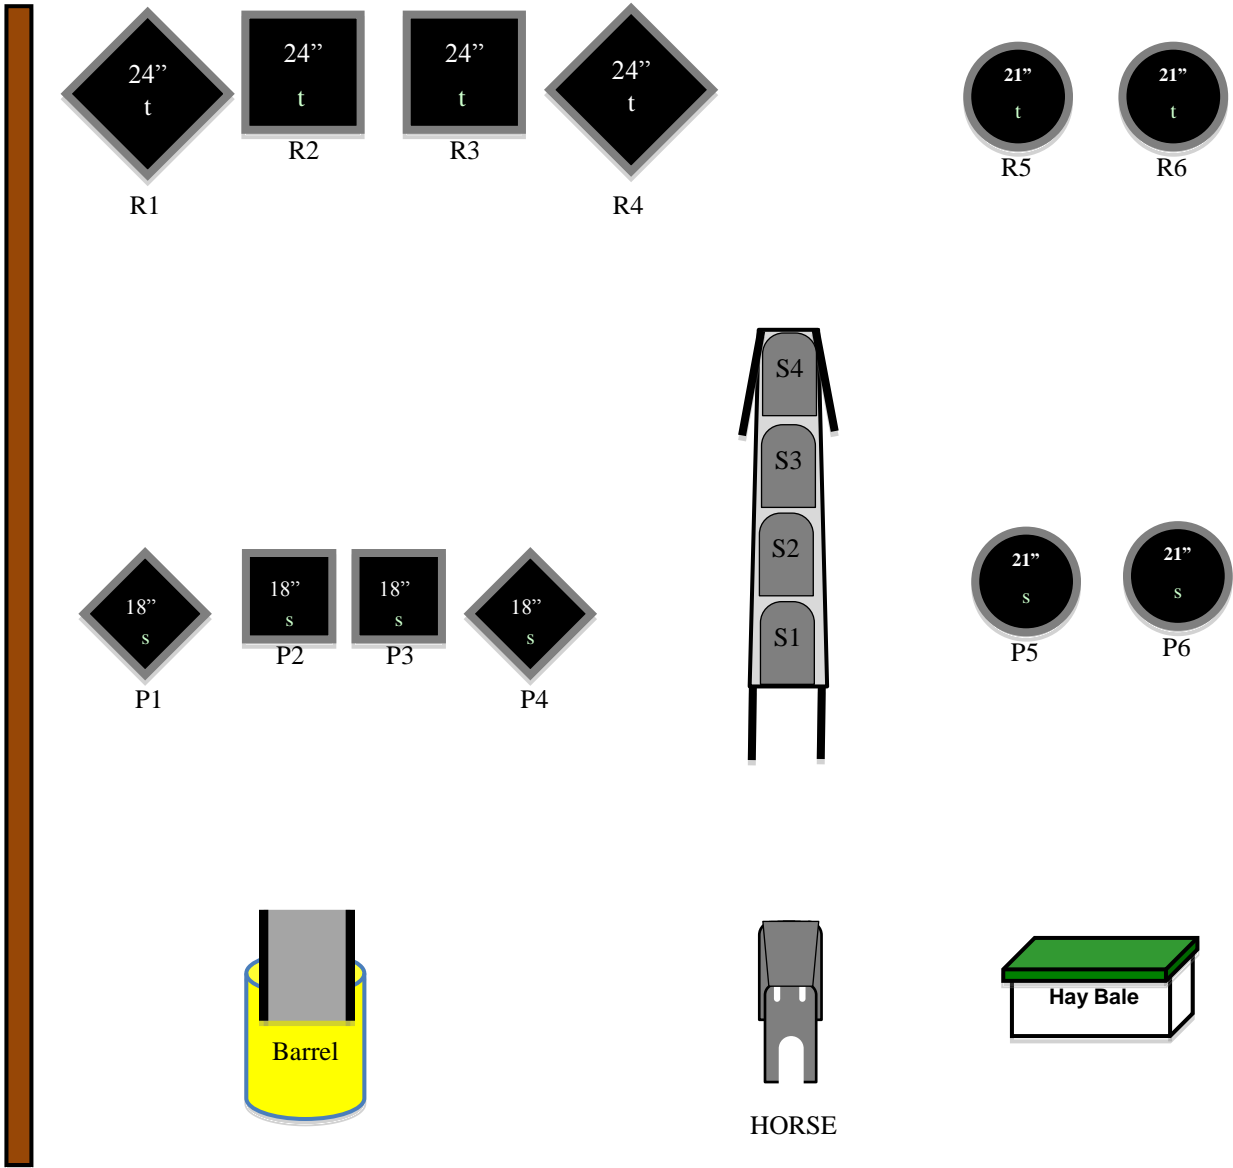 24” 24” 24” 24” 21” 21”
t t t t t t
R2 R3 R5 R6
R1 R4
S4
S3
S2
S1
18” 18” 18” 18” 21” 21”
s s s s s s
P2 P3 P5 P6
P1 P4
Hay Bale
Barrel
HORSE